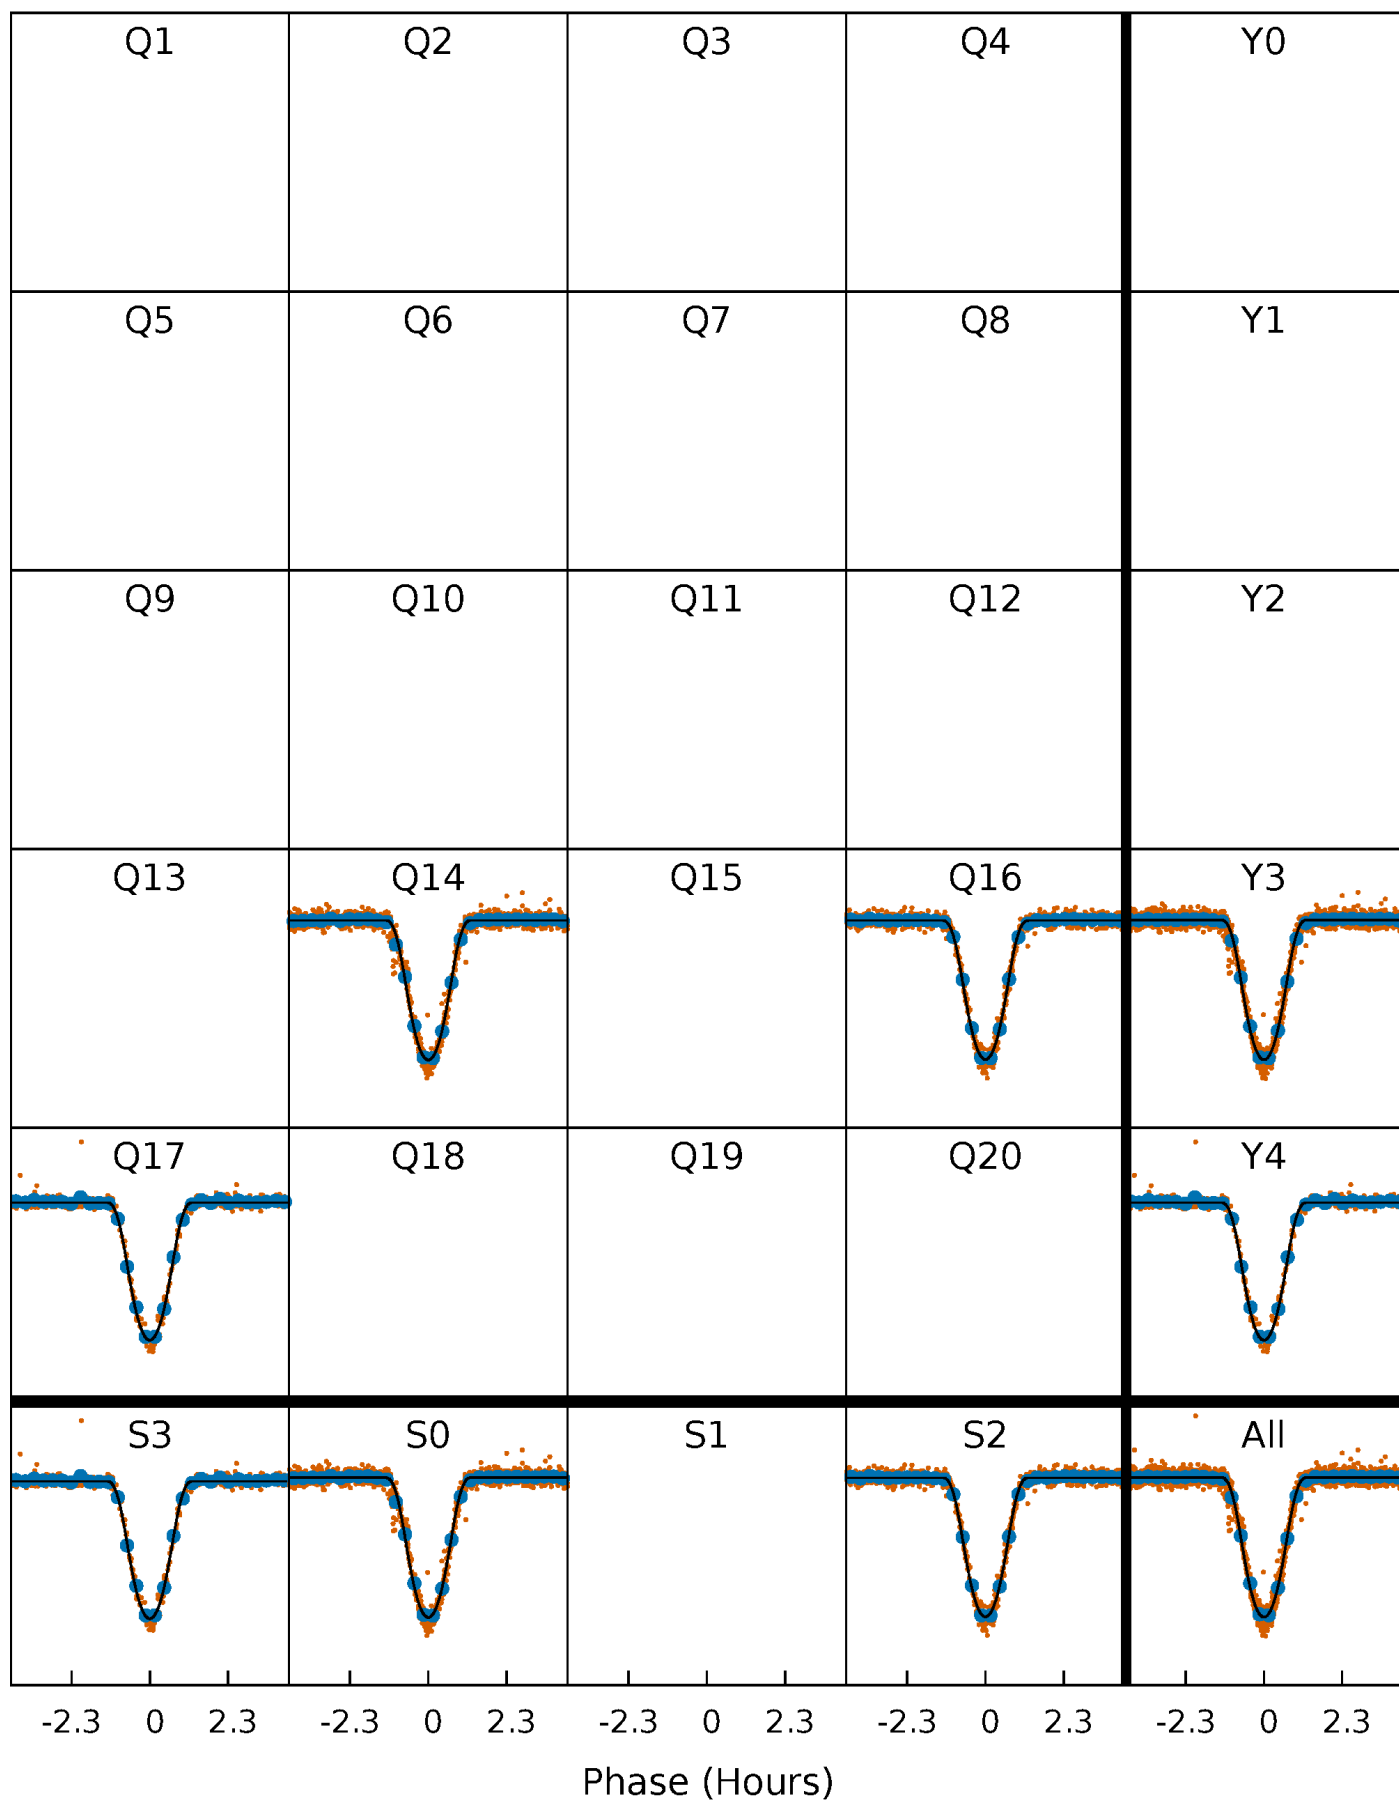 Q1 Q2 Q3 Q4 Y0
Q5 Q6 Q7 Q8 Y1
Q9 Q10 Q11 Q12 Y2
Q13 Q14 Q15 Q16 Y3
Q17 Q18 Q19 Q20 Y4
S3 S0 S1 S2 All
-2.3 0 2.3 -2.3 0 2.3 -2.3 0 2.3 -2.3 0 2.3 -2.3 0 2.3
Phase (Hours)